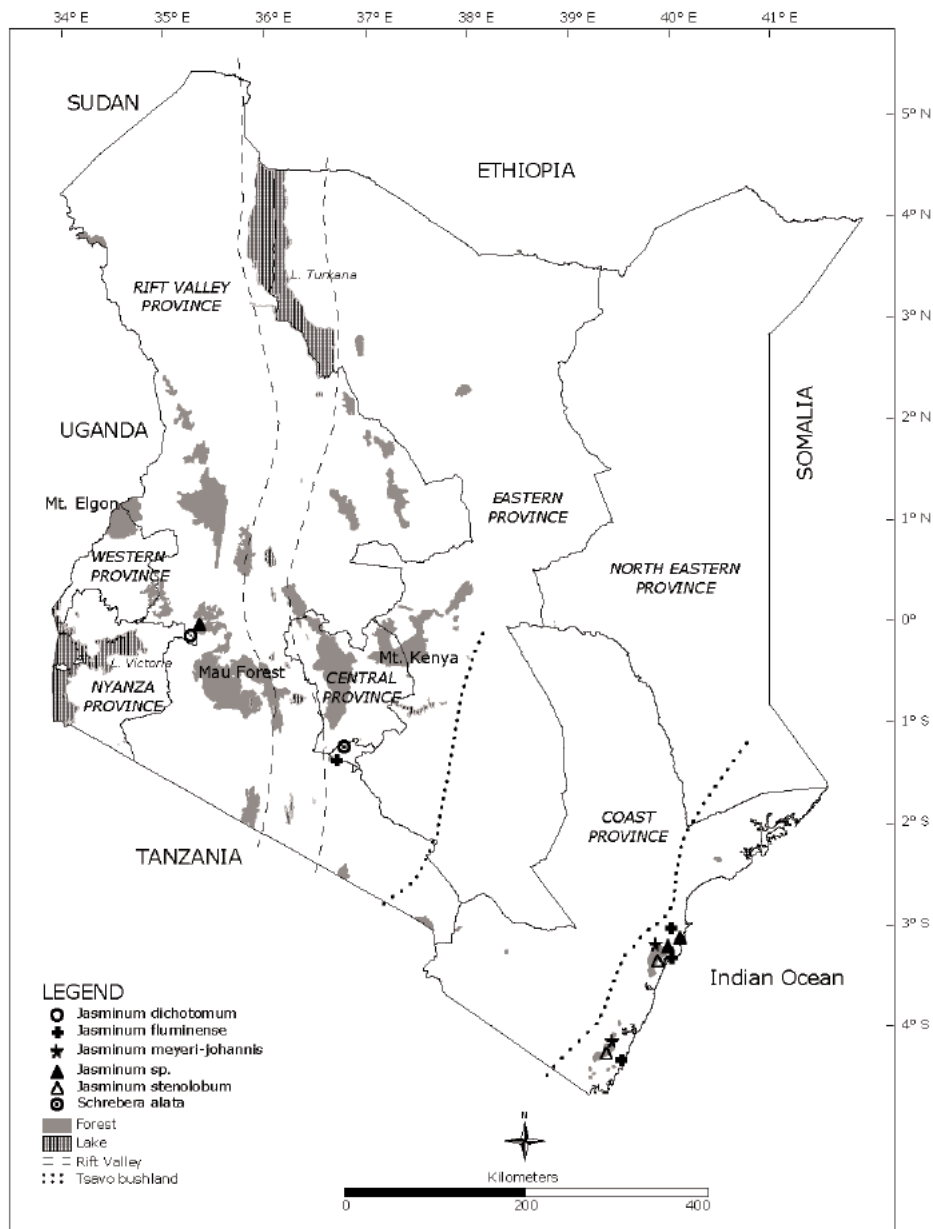 34° E 35° E 36° E 37° E 38° E 39° E 40° E 41° E
SUDAN
5° N
ETHIOPIA
4° N
L. Turkana
RIFT VALLEY
PROVINCE
3° N
SOMALIA
2° N
UGANDA
Mt. Elgon
EASTERN
PROVINCE
1° N
WESTERN
PROVINCE
NORTH EASTERN
PROVINCE
0°
L. Victoria
Mau Forest
Mt. Kenya
CENTRAL
PROVINCE
NYANZA
PROVINCE
1° S
COAST
PROVINCE
2° S
TANZANIA
3° S
Indian Ocean
4° S
LEGEND
Jasminum dichotomum
Jasminum fluminense
Jasminum meyeri-johannis
Jasminum sp.
Jasminum stenolobum
Schrebera alata
Forest
Lake
Rift Valley
Tsavo bushland
N
Kilometers
0 200 400